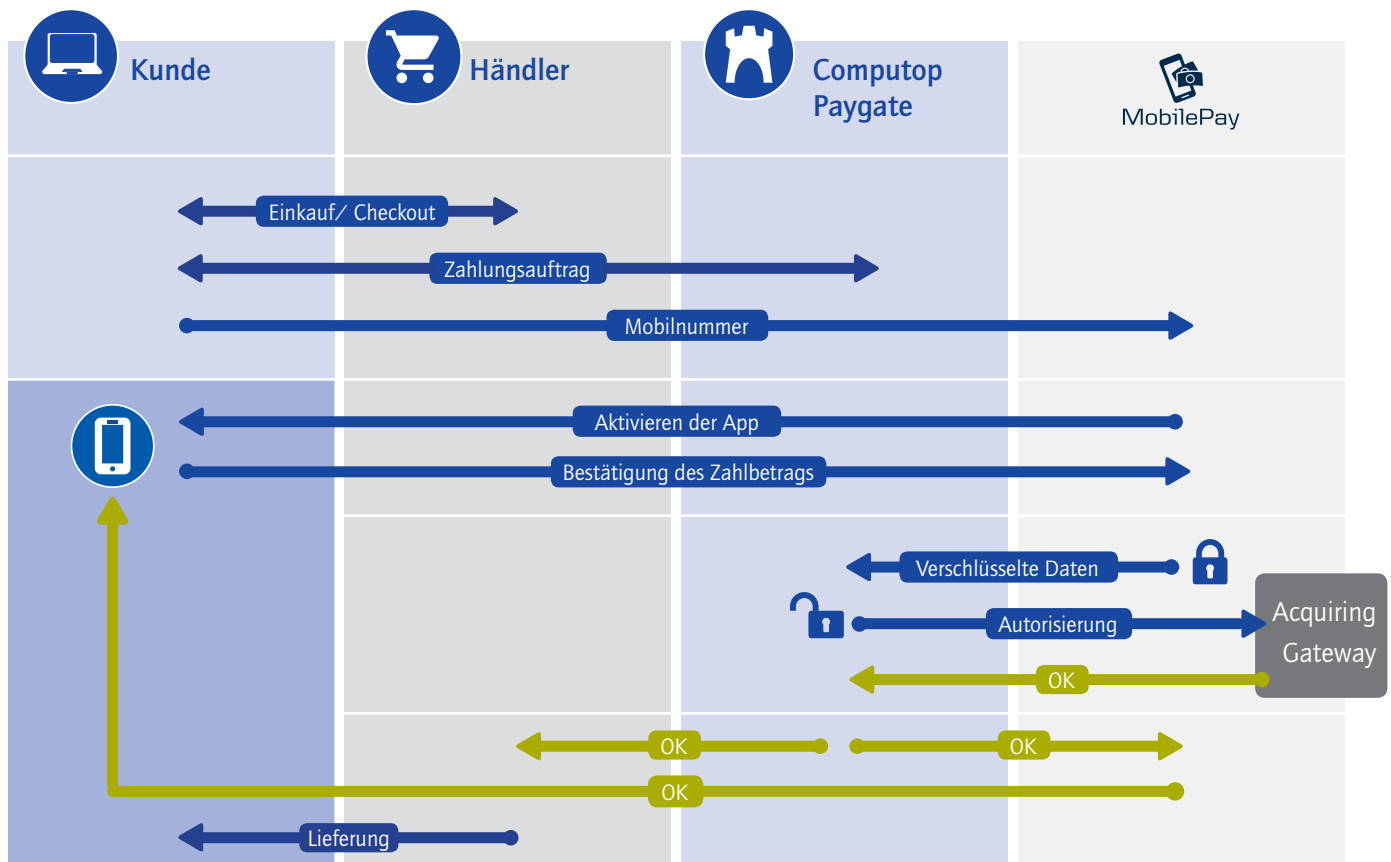 Kunde
Händler
Computop
Paygate
MobilePay
Einkauf/ Checkout
Zahlungsauftrag
Mobilnummer
Aktivieren der App
Bestätigung des Zahlbetrags
Verschlüsselte Daten
Autorisierung
Acquiring
Gateway
OK
OK
OK
OK
Lieferung